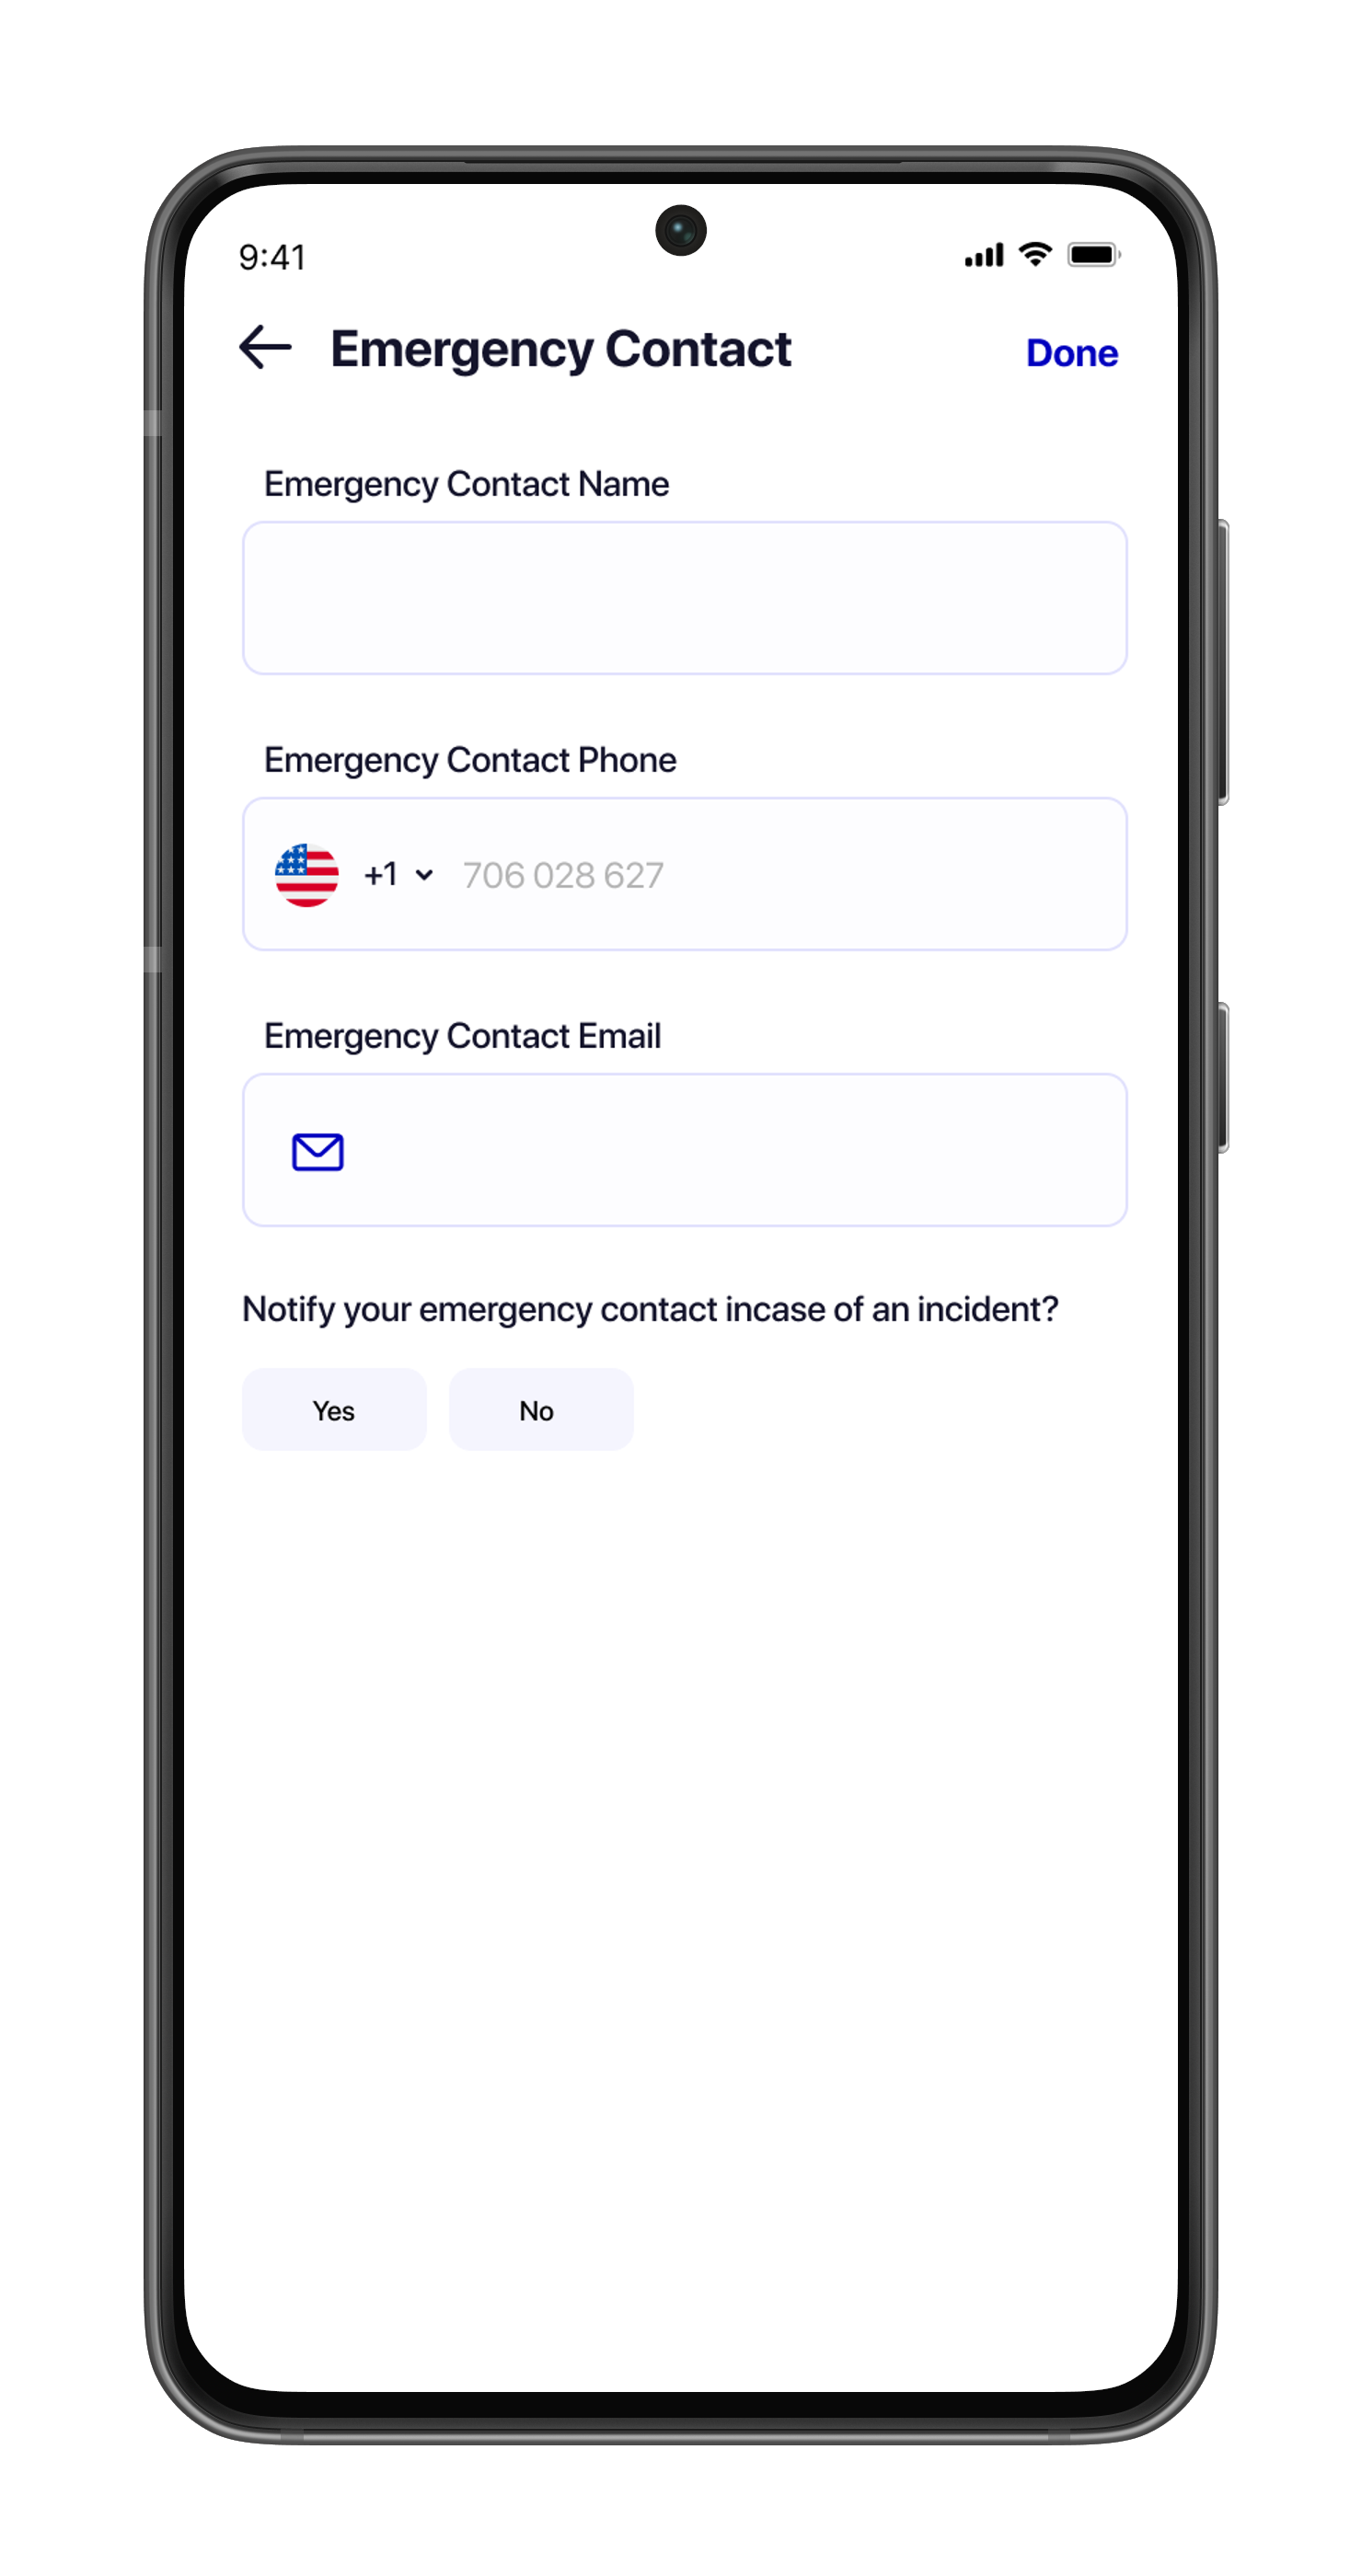 9:41
Emergency Contact
Done
Emergency Contact Name
Emergency Contact Phone
+1 706 028 627
Emergency Contact Email
Notify your emergency contact incase of an incident?
Yes No